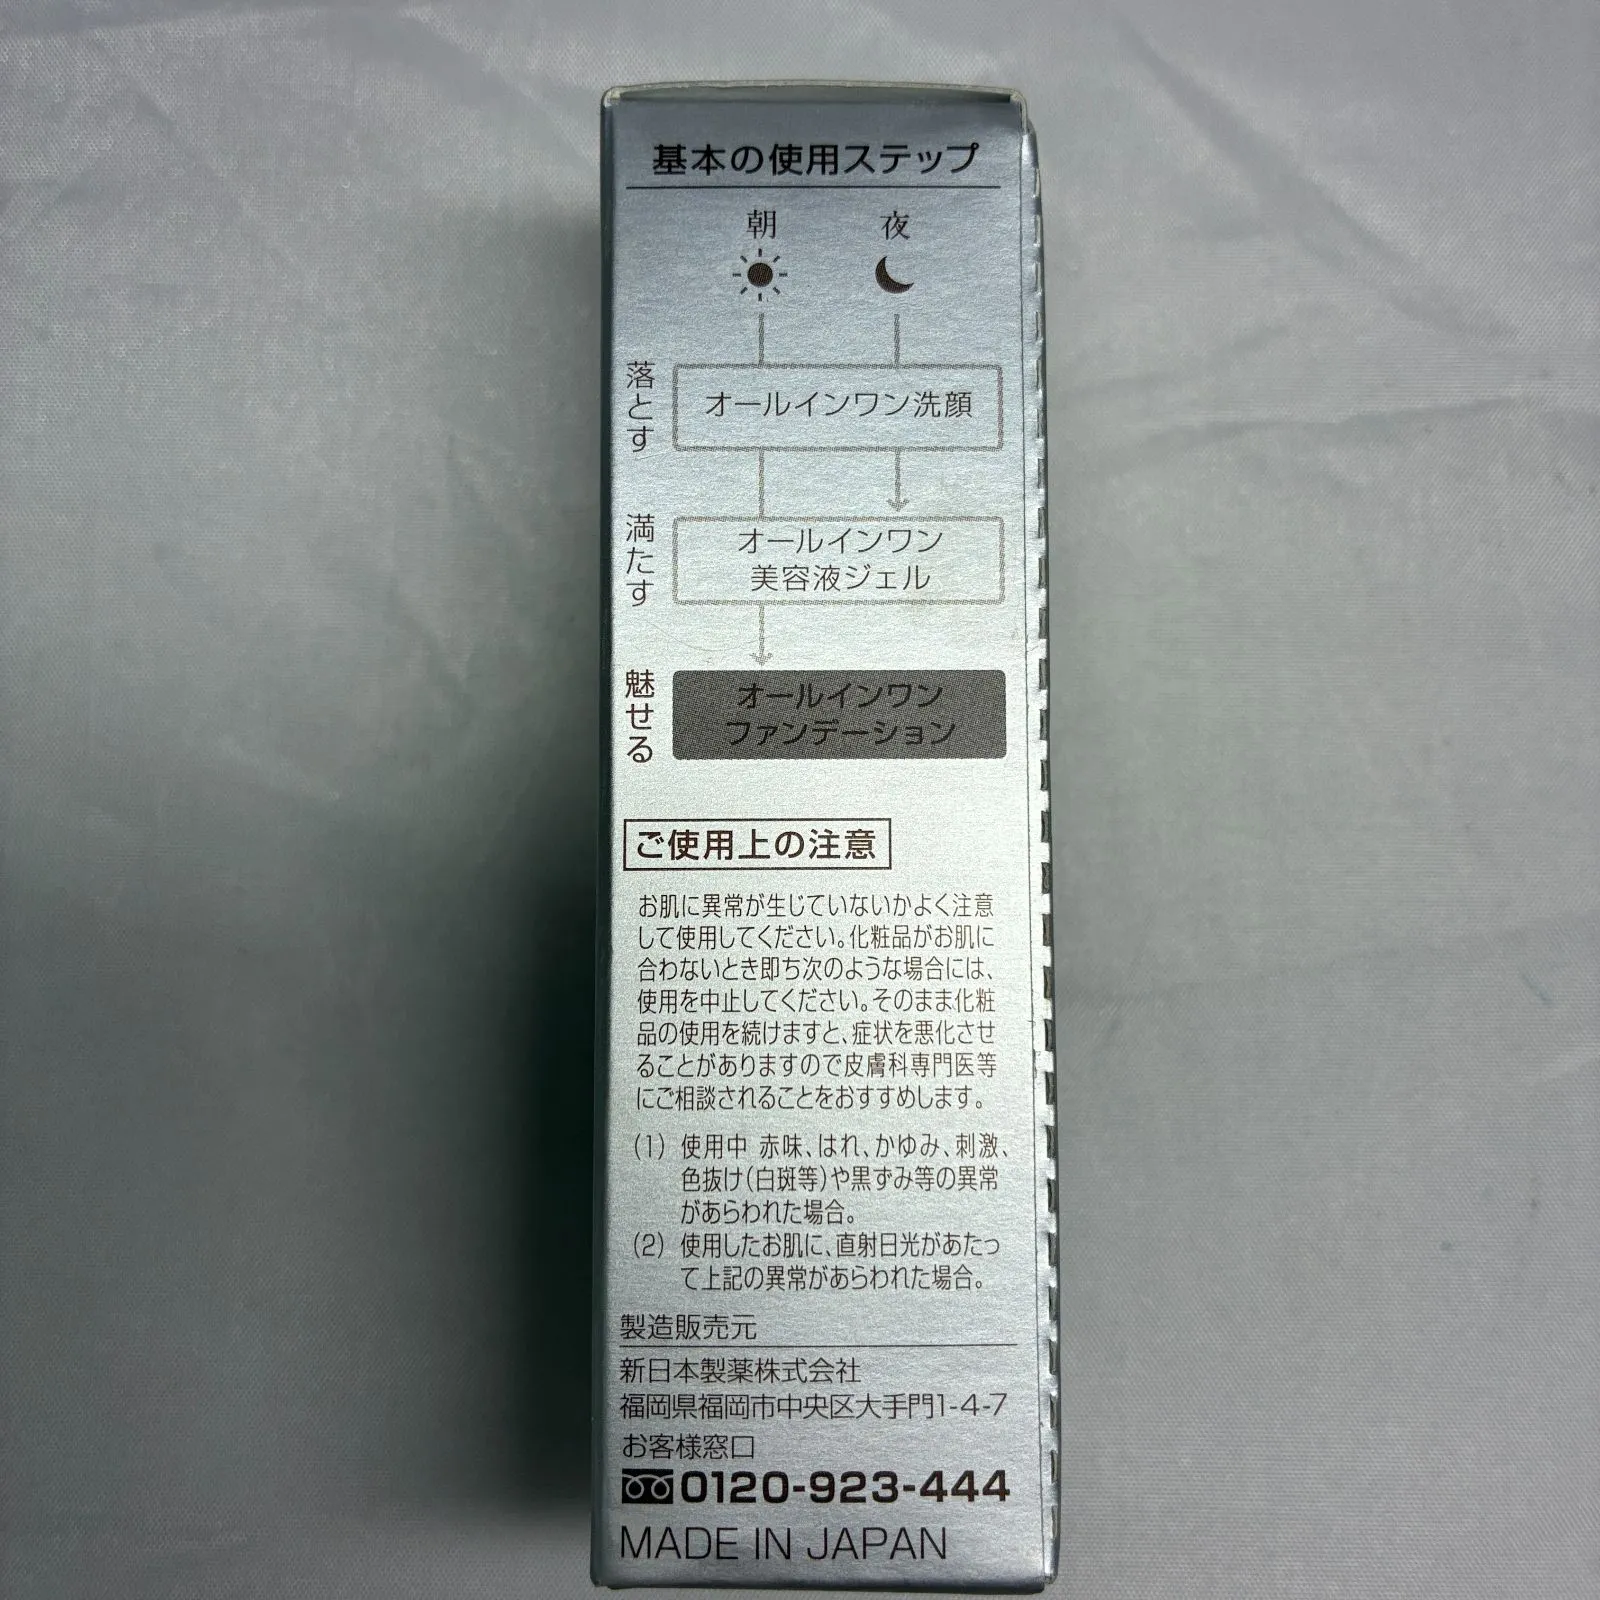 基本の使用ステップ
朝 夜
落とす
オールインワン洗顔
満たす
オールインワン
美容液ジェル
魅せる
オールインワン
ファンデーション
ご使用上の注意
お肌に異常が生じていないかよく注意
して使用してください。化粧品がお肌に
合わないとき即ち次のような場合には、
使用を中止してください。そのまま化粧
品の使用を続けますと、症状を悪化させ
ることがありますので皮膚科専門医等
にご相談されることをおすすめします。
(1) 使用中 赤味、はれ、かゆみ、刺激、
色抜け(白斑等)や黒ずみ等の異常
があらわれた場合。
(2) 使用したお肌に、直射日光があたっ
て上記の異常があらわれた場合。
製造販売元
新日本製薬株式会社
福岡県福岡市中央区大手門1-4-7
お客様窓口
0120-923-444
MADE IN JAPAN